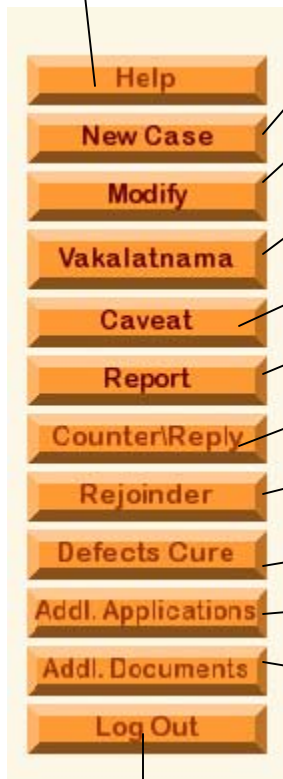 Help
New Case
Modify
Vakalatnama
Caveat
Report
Counter\Reply
Rejoinder
Defects Cure
Addl. Applications
Addl. Documents
Log Out